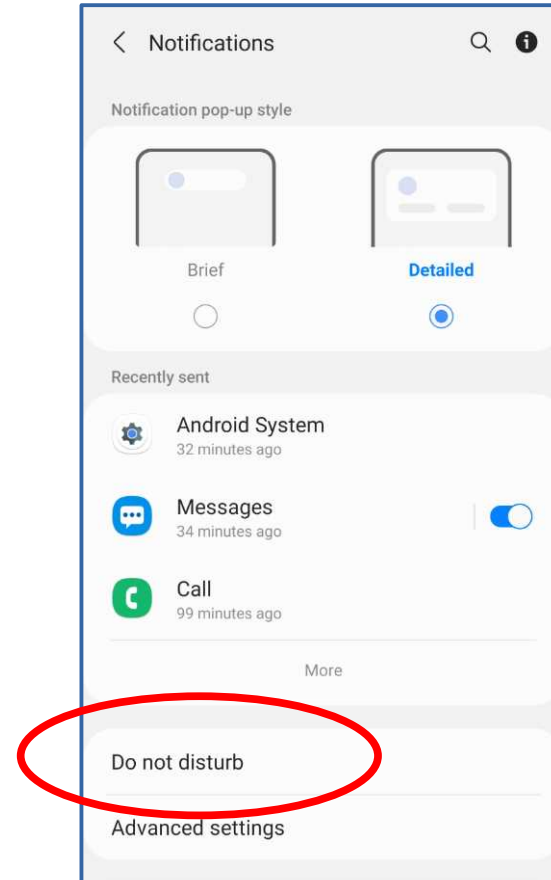 Notifications
Notification pop-up style
Brief
Detailed
Recently sent
Android System
32 minutes ago
Messages
34 minutes ago
Call
99 minutes ago
More
Do not disturb
Advanced settings